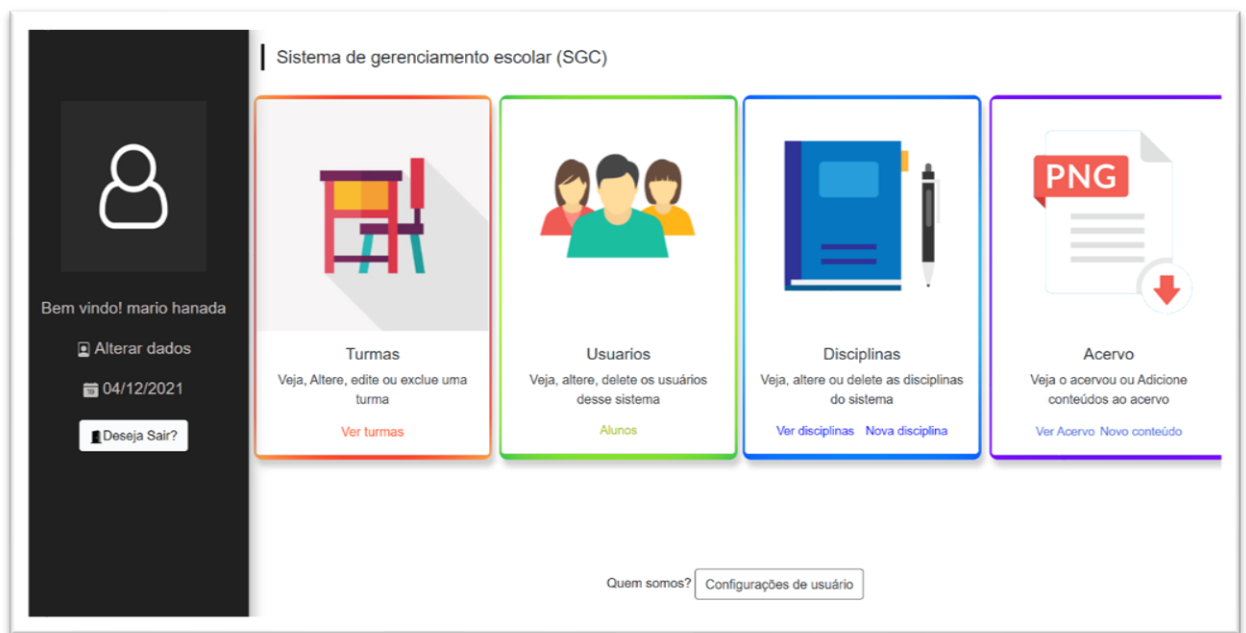 Sistema de gerenciamento escolar (SGC)
Bem vindo! mario hanada
Alterar dados
19
04/12/2021
Deseja Sair?
Turmas
Veja, Altere, edite ou exclue uma
turma
Ver turmas
Usuarios
Veja, altere, delete os usuários
desse sistema
Alunos
Disciplinas
Veja, altere ou delete as disciplinas
do sistema
Ver disciplinas Nova disciplina
PNG
Acervo
Veja o acervou ou Adicione
conteúdos ao acervo
Ver Acervo Novo conteúdo
Quem somos? Configurações de usuário